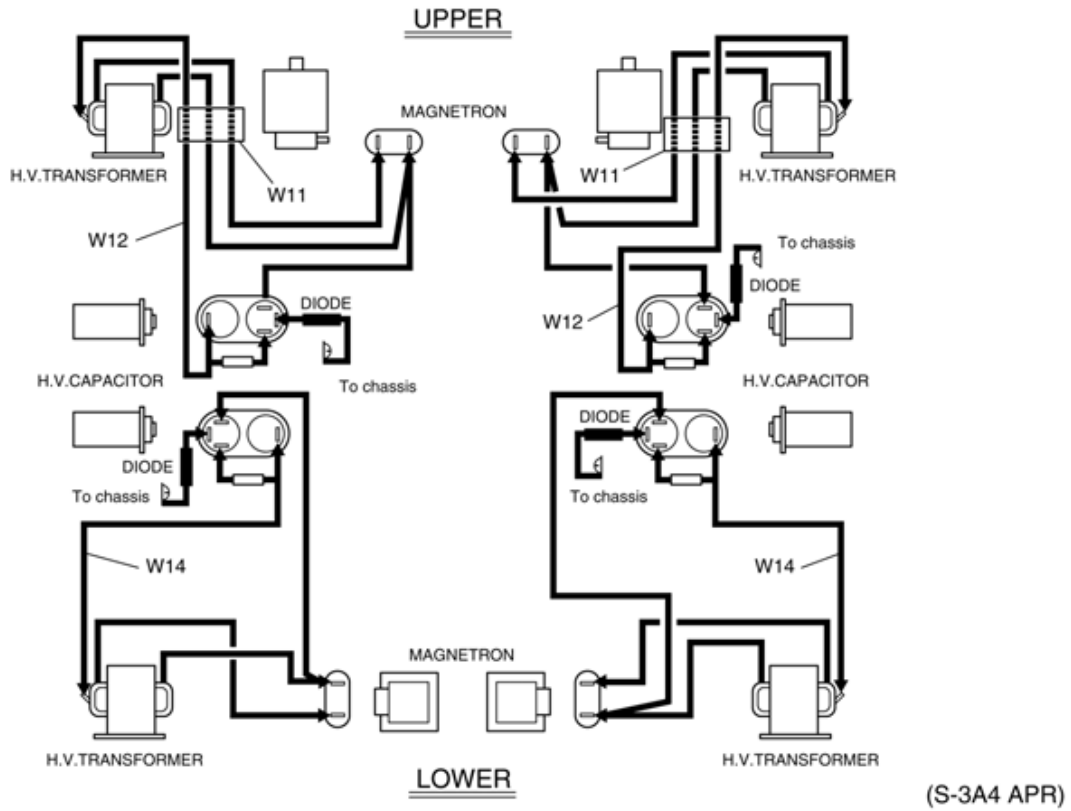 UPPER
MAGNETRON
H.V.TRANSFORMER
W11
W11
H.V.TRANSFORMER
W12
To chassis
DIODE
DIODE
W12
H.V.CAPACITOR
To chassis
H.V.CAPACITOR
DIODE
DIODE
To chassis
To chassis
W14
W14
MAGNETRON
H.V.TRANSFORMER
H.V.TRANSFORMER
LOWER
(S-3A4 APR)